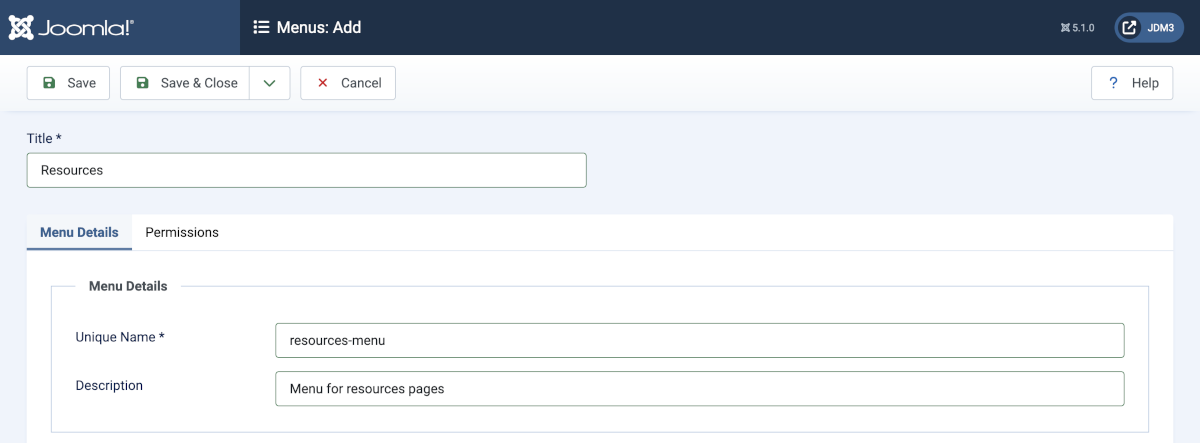 Joomla!® Menus: Add 5.1.0 JDM3
Save Save & Close Cancel ? Help
Title *
Resources
Menu Details Permissions
Menu Details
Unique Name * resources-menu
Description Menu for resources pages